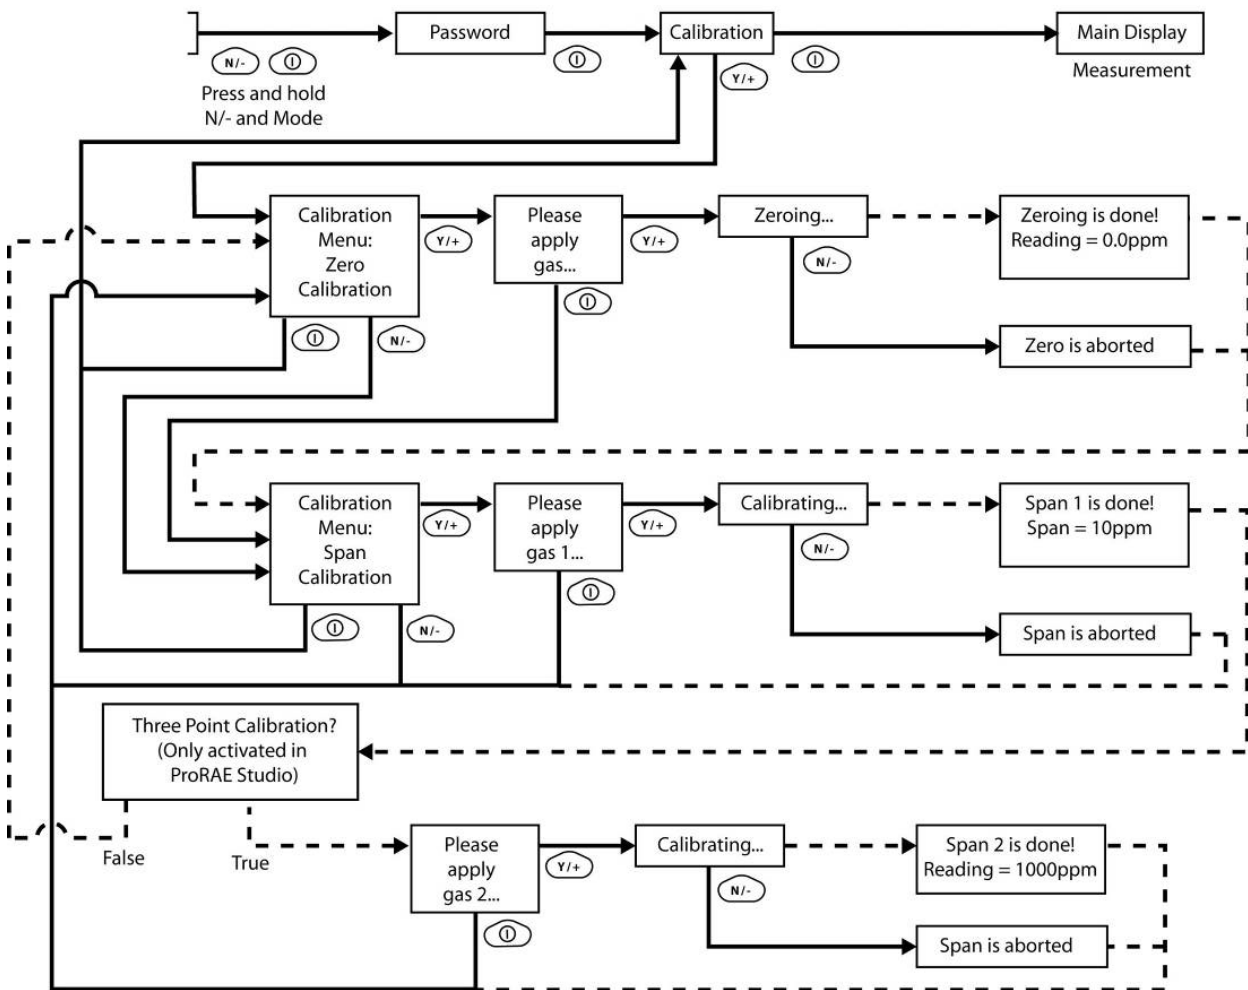 Password
Calibration
Main Display
N/-
Y/+
Measurement
Press and hold
N/- and Mode
Calibration
Menu:
Zero
Calibration
Y/+
Please
apply
gas...
Y/+
Zeroing...
N/-
Zeroing is done!
Reading = 0.0ppm
N/-
Zero is aborted
Calibration
Menu:
Span
Calibration
Y/+
Please
apply
gas 1...
Y/+
Calibrating...
N/-
Span 1 is done!
Span = 10ppm
N/-
Span is aborted
Three Point Calibration?
(Only activated in
ProRAE Studio)
False
True
Please
apply
gas 2...
Y/+
Calibrating...
N/-
Span 2 is done!
Reading = 1000ppm
Span is aborted